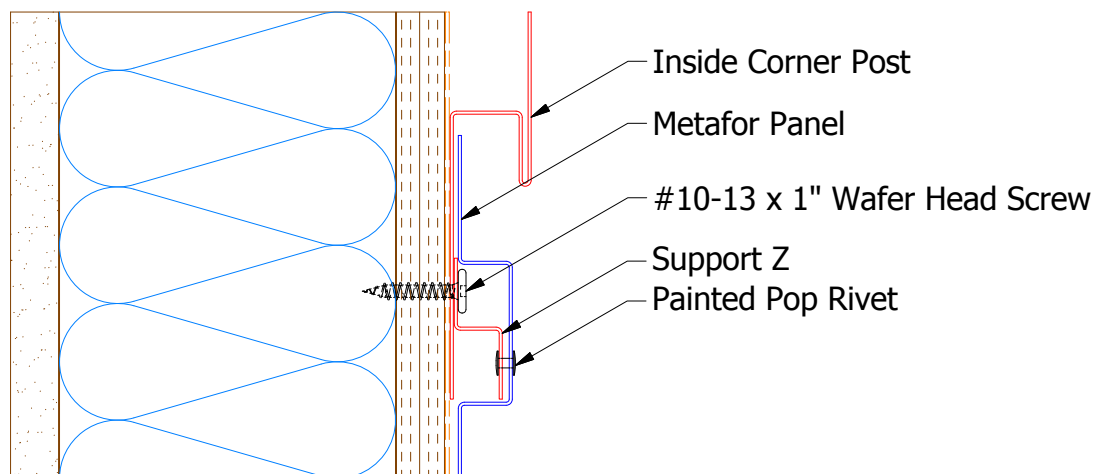 Inside Corner Post
Metafor Panel
#10-13 x 1" Wafer Head Screw
Support Z
Painted Pop Rivet